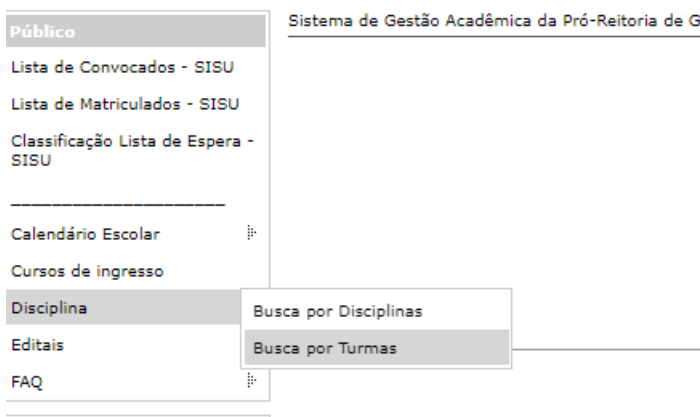 Sistema de Gestão Acadêmica da Pró-Reitoria de G
Público
Lista de Convocados - SISU
Lista de Matriculados - SISU
Classificação Lista de Espera -
SISU
______________________
Calendário Escolar
Cursos de ingresso
Disciplina
Busca por Disciplinas
Busca por Turmas
Editais
FAQ